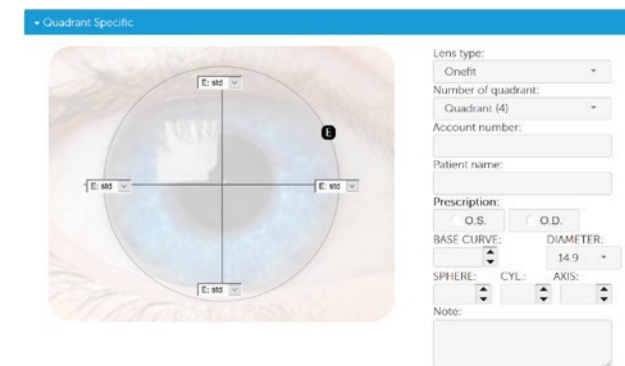 Quadrant Specific
E: std
E
E: std
E: std
E: std
Lens type:
Onefit
Number of quadrant:
Quadrant (4)
Account number:
Patient name:
Prescription:
O.S. O.D.
BASE CURVE: DIAMETER:
14.9
SPHERE: CYL.: AXIS:
Note: